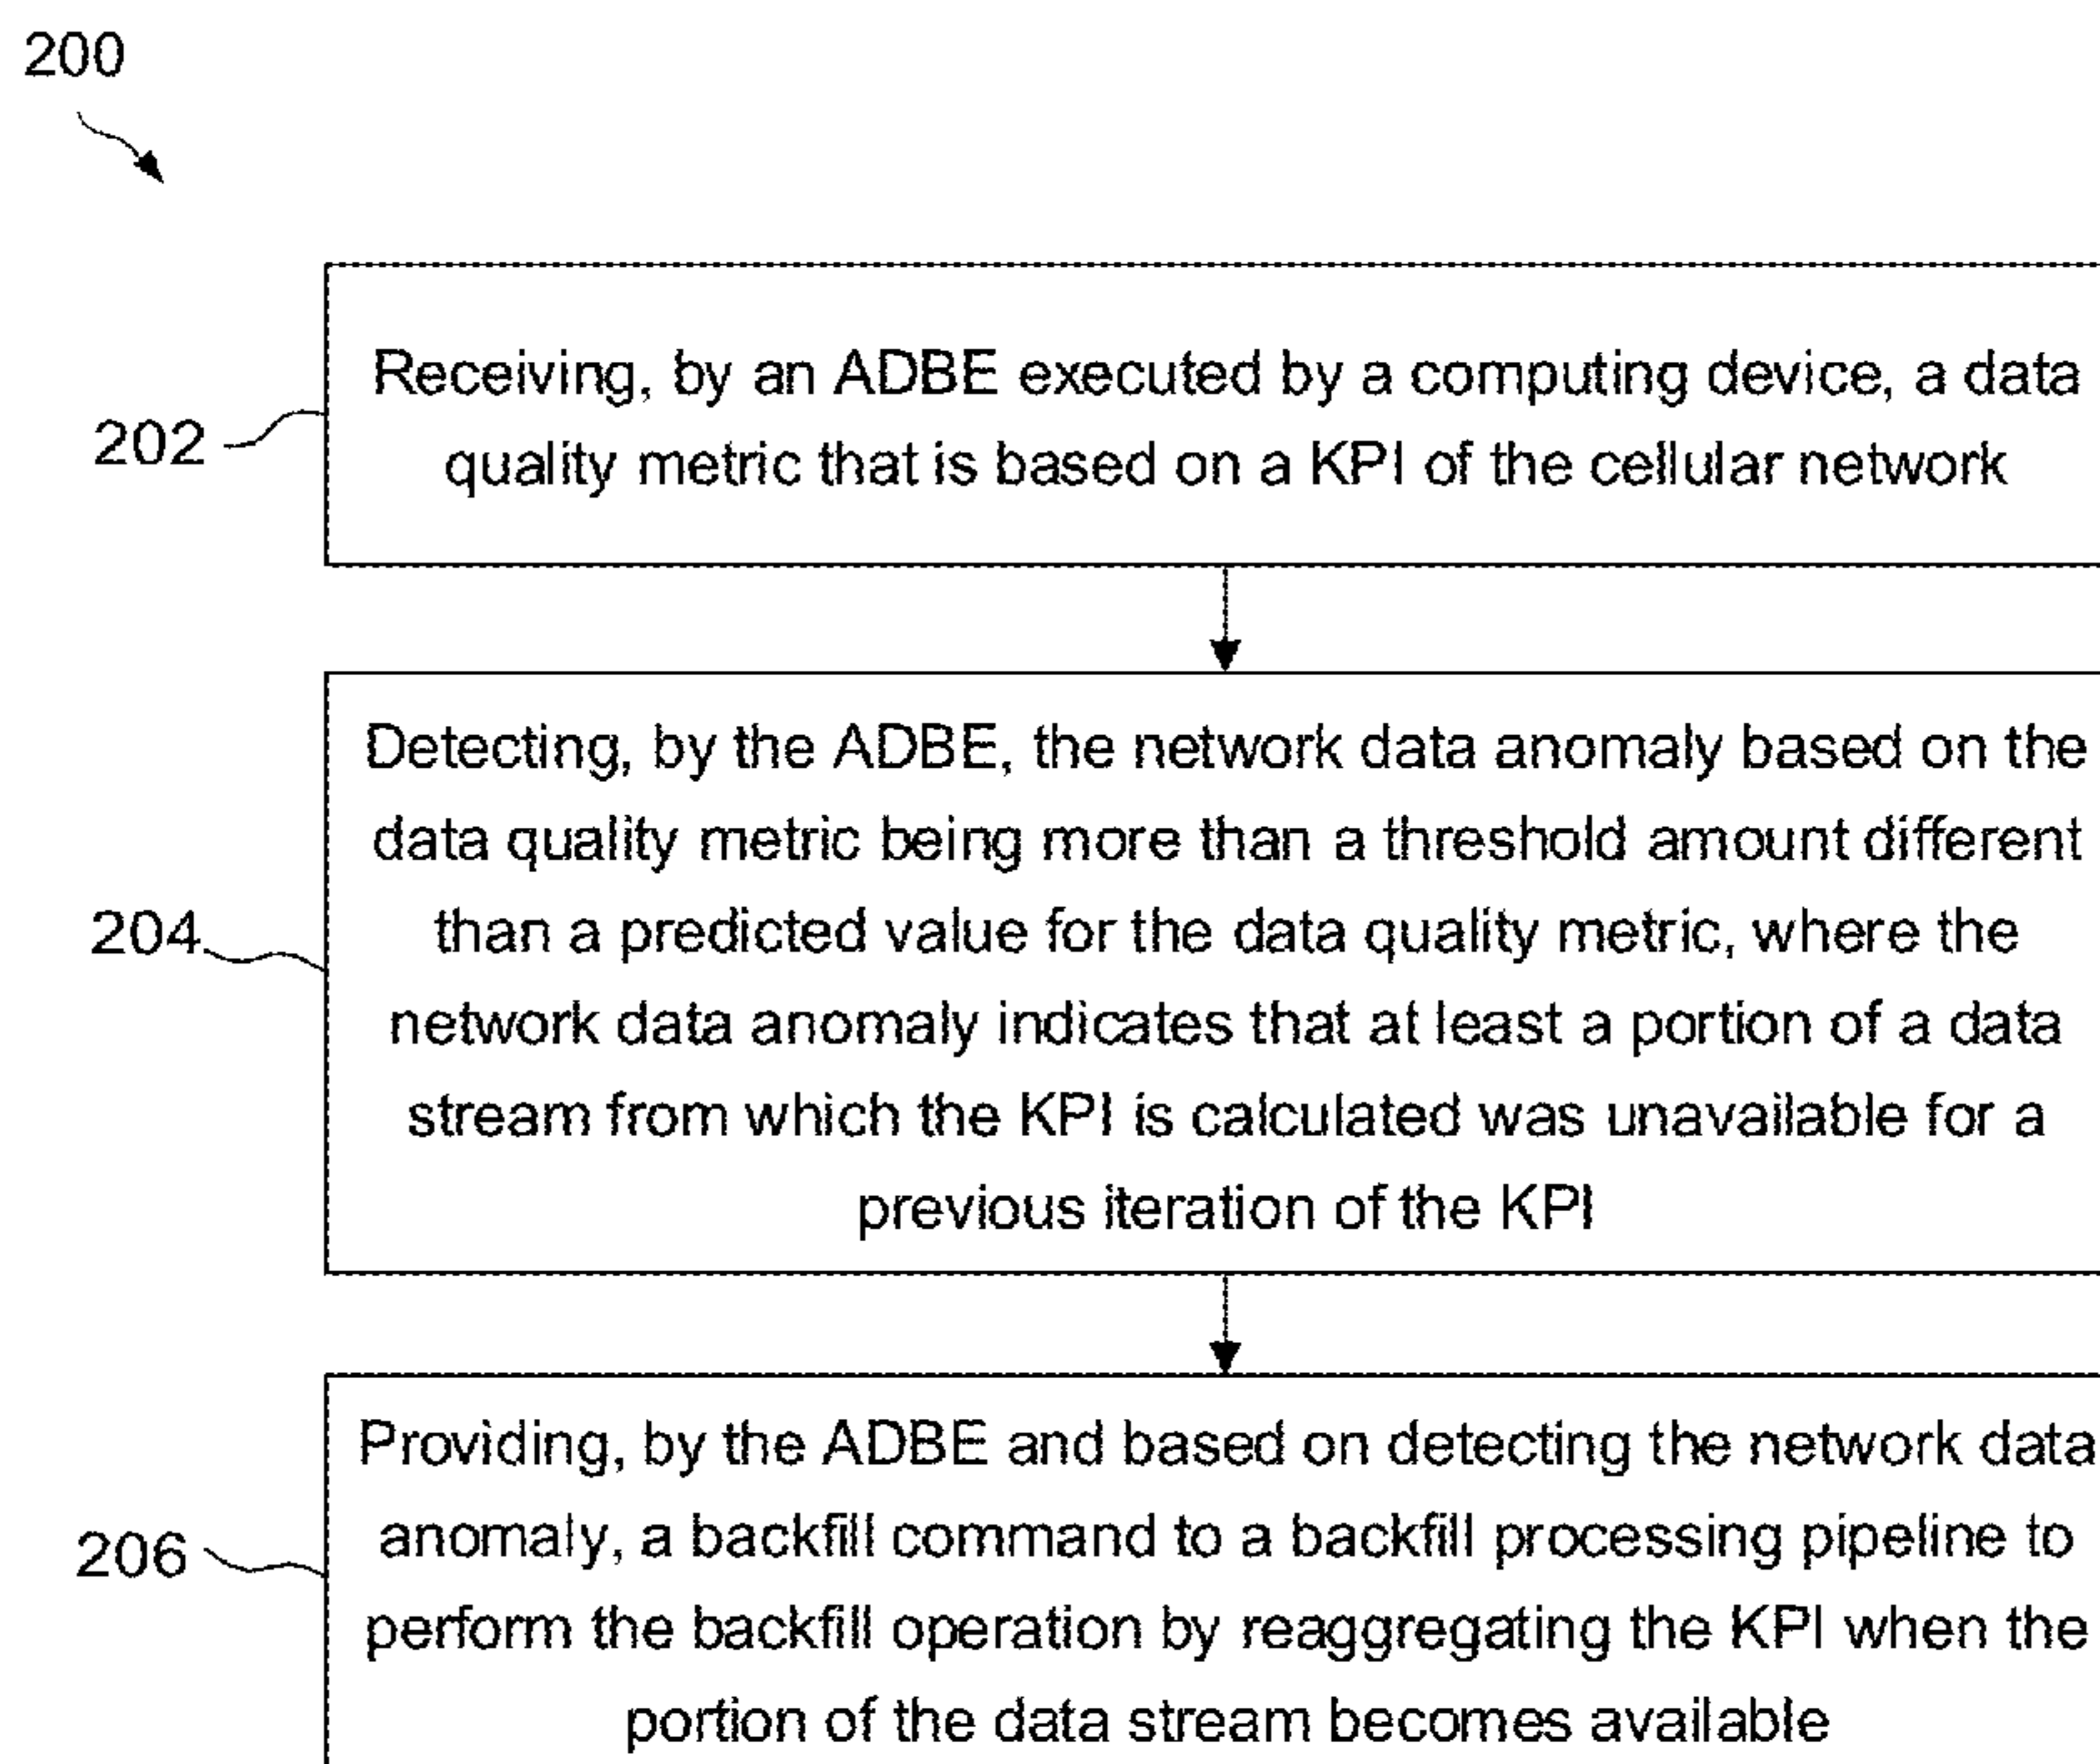 200
202
Receiving, by an ADBE executed by a computing device, a data
quality metric that is based on a KPI of the cellular network
204
Detecting, by the ADBE, the network data anomaly based on the
data quality metric being more than a threshold amount different
than a predicted value for the data quality metric, where the
network data anomaly indicates that at least a portion of a data
stream from which the KPI is calculated was unavailable for a
previous iteration of the KPI
206
Providing, by the ADBE and based on detecting the network data
anomaly, a backfill command to a backfill processing pipeline to
perform the backfill operation by reaggregating the KPI when the
portion of the data stream becomes available